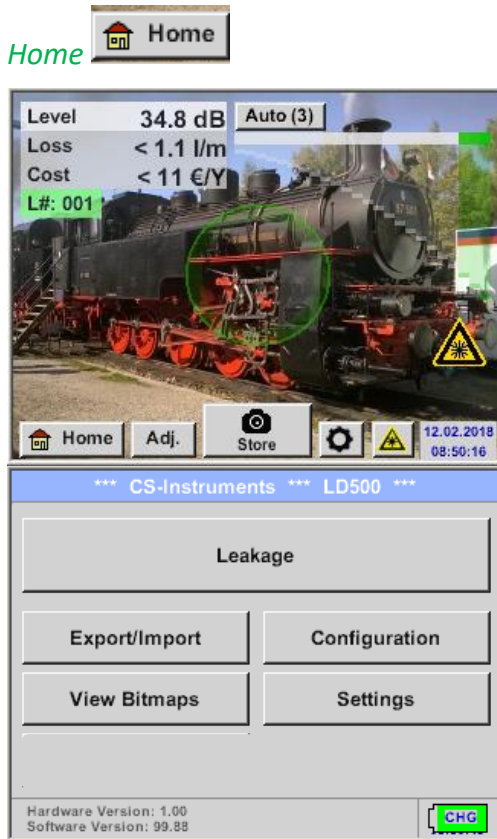 Home Home
Level 34.8 dB Auto (3)
Loss < 1.1 l/m
Cost < 11 €/Y
L#: 001
Home Adj. Store 12.02.2018
08:50:16
*** CS-Instruments *** LD500 ***
Leakage
Export/Import Configuration
View Bitmaps Settings
Hardware Version: 1.00
Software Version: 99.88
CHG